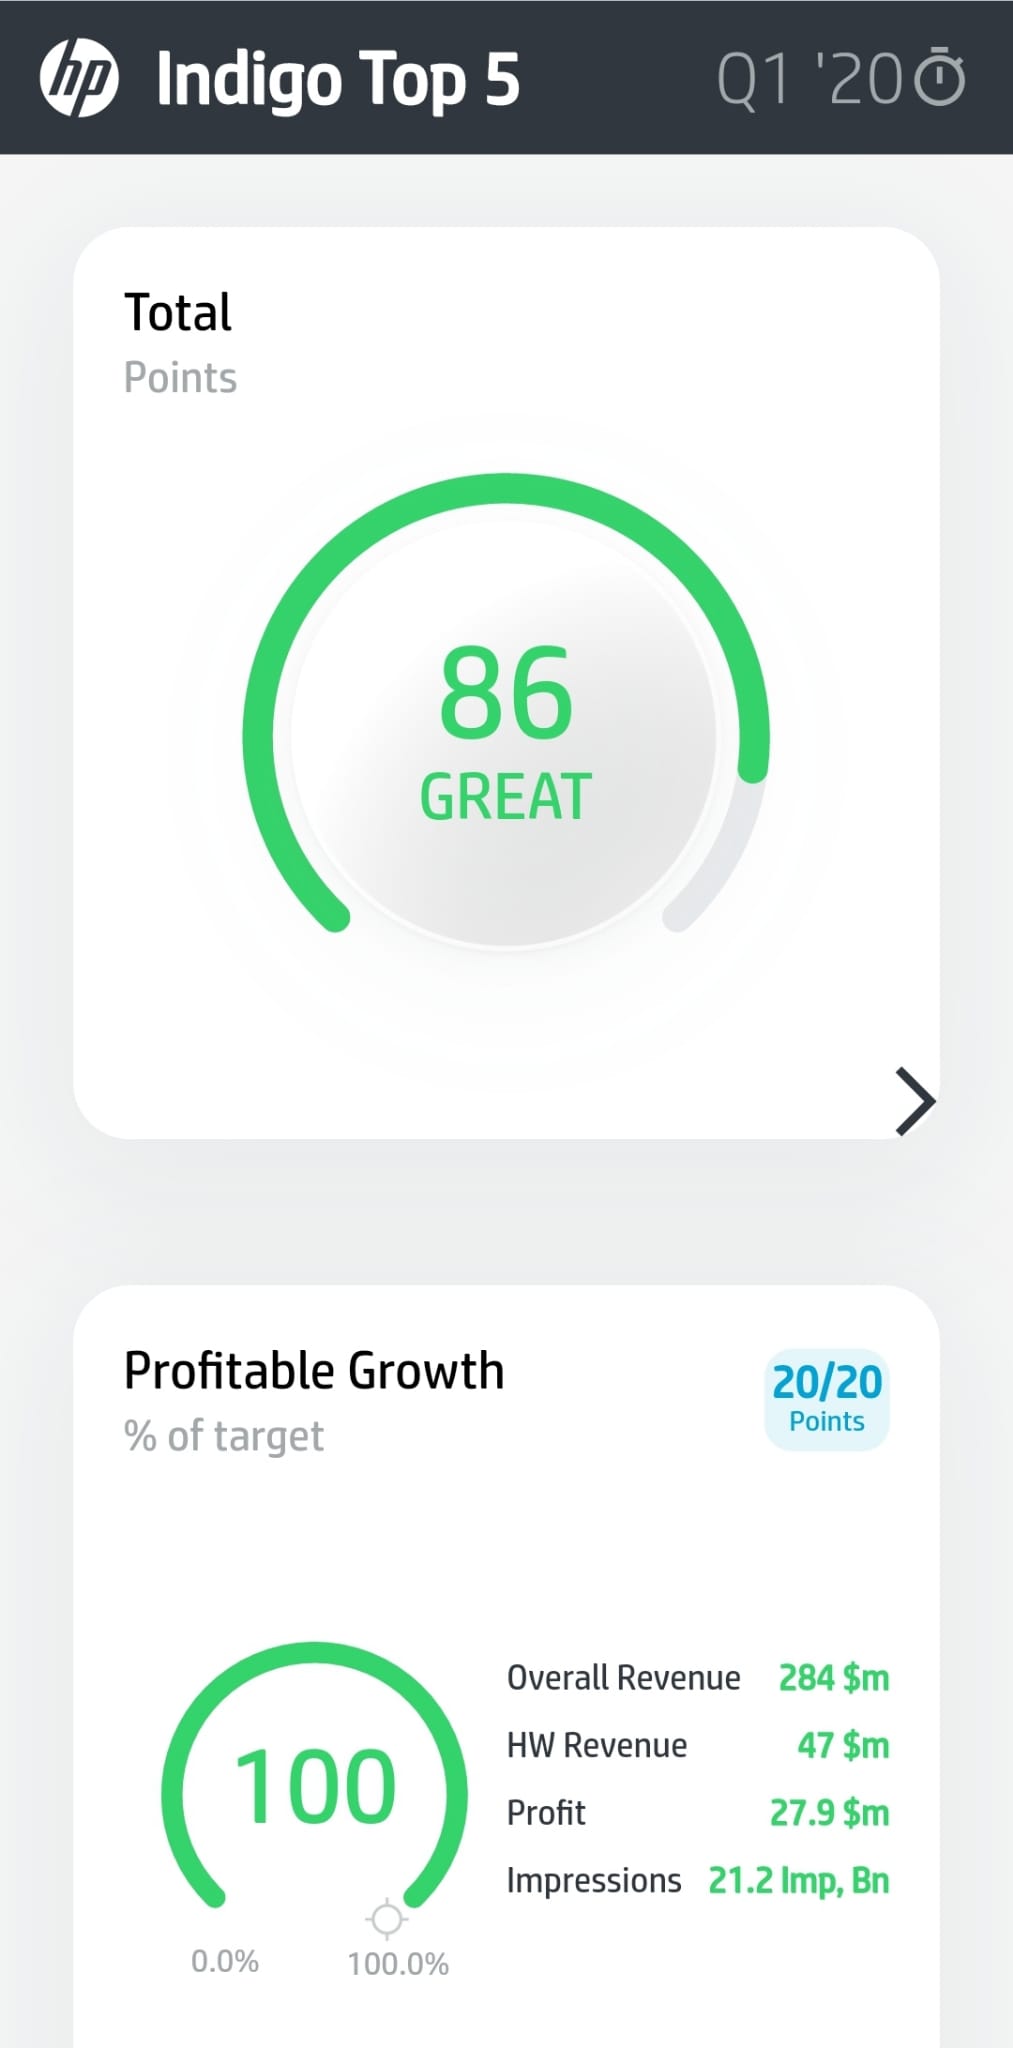 hp Indigo Top 5 Q1 '20
Total
Points
86
GREAT
Profitable Growth
20/20
% of target
Points
100
Overall Revenue 284 $m
HW Revenue 47 $m
Profit 27.9 $m
Impressions 21.2 Imp, Bn
0.0% 100.0%